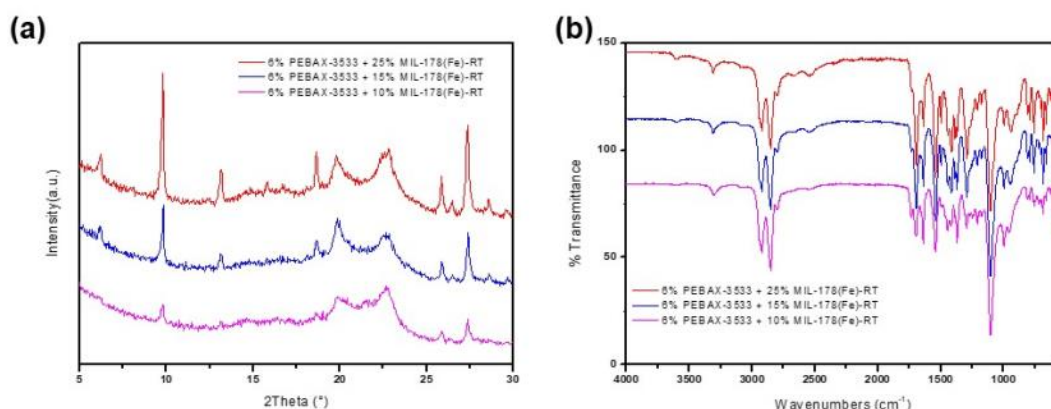 (a)
6% PEBAX-3533 + 25% MIL-178(Fe)-RT
6% PEBAX-3533 + 15% MIL-178(Fe)-RT
6% PEBAX-3533 + 10% MIL-178(Fe)-RT
Intensity(a.u.)
5
10
15
20
25
30
2Theta (°)
(b)
150
100
50
0
% Transmittance
6% PEBAX-3533 + 25% MIL-178(Fe)-RT
6% PEBAX-3533 + 15% MIL-178(Fe)-RT
6% PEBAX-3533 + 10% MIL-178(Fe)-RT
4000
3500
3000
2500
2000
1500
1000
Wavenumbers (cm⁻¹)